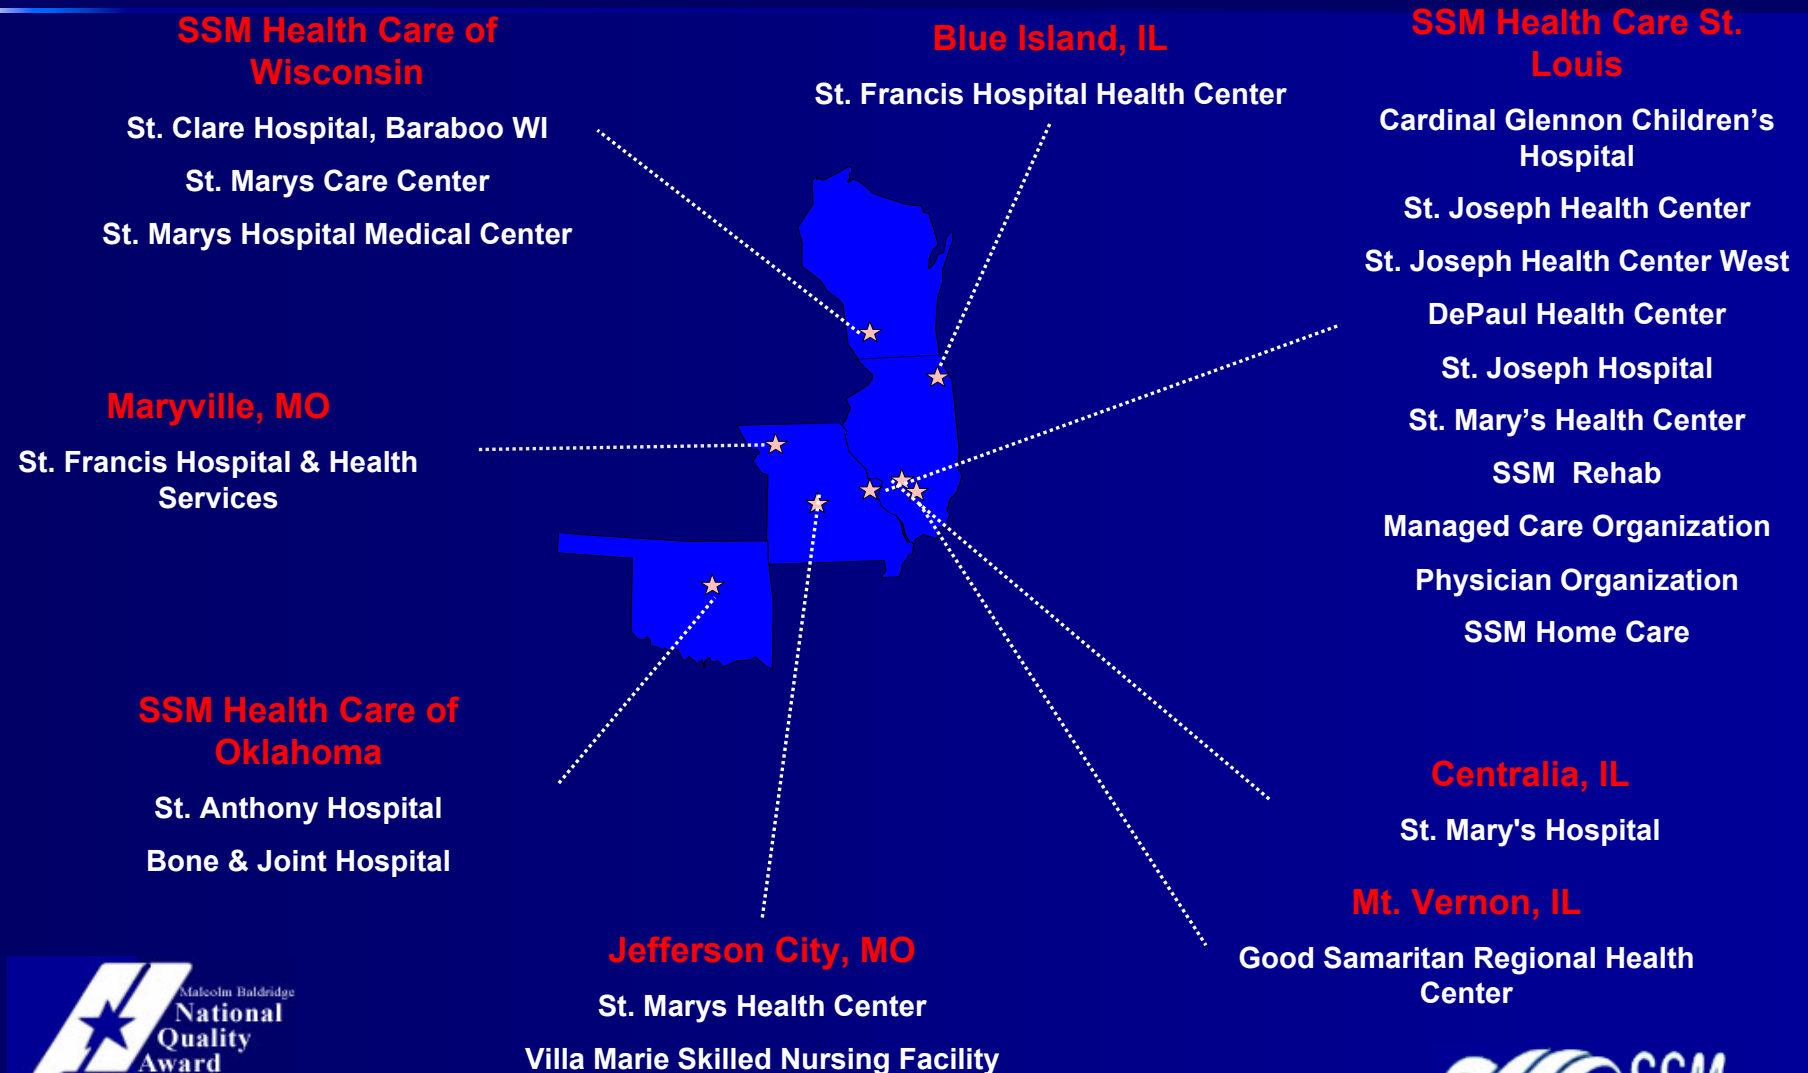 SSM Health Care of
Wisconsin
St. Clare Hospital, Baraboo WI
St. Marys Care Center
St. Marys Hospital Medical Center
Blue Island, IL
St. Francis Hospital Health Center
SSM Health Care St.
Louis
Cardinal Glennon Children’s
Hospital
St. Joseph Health Center
St. Joseph Health Center West
DePaul Health Center
St. Joseph Hospital
St. Mary’s Health Center
SSM  Rehab
Managed Care Organization
Physician Organization
SSM Home Care
Maryville, MO
St. Francis Hospital & Health
Services
SSM Health Care of
Oklahoma
St. Anthony Hospital
Bone & Joint Hospital
Centralia, IL
St. Mary's Hospital
Mt. Vernon, IL
Good Samaritan Regional Health
Center
Jefferson City, MO
St. Marys Health Center
Villa Marie Skilled Nursing Facility
Malcolm Baldridge
National
Quality
Award
SSM